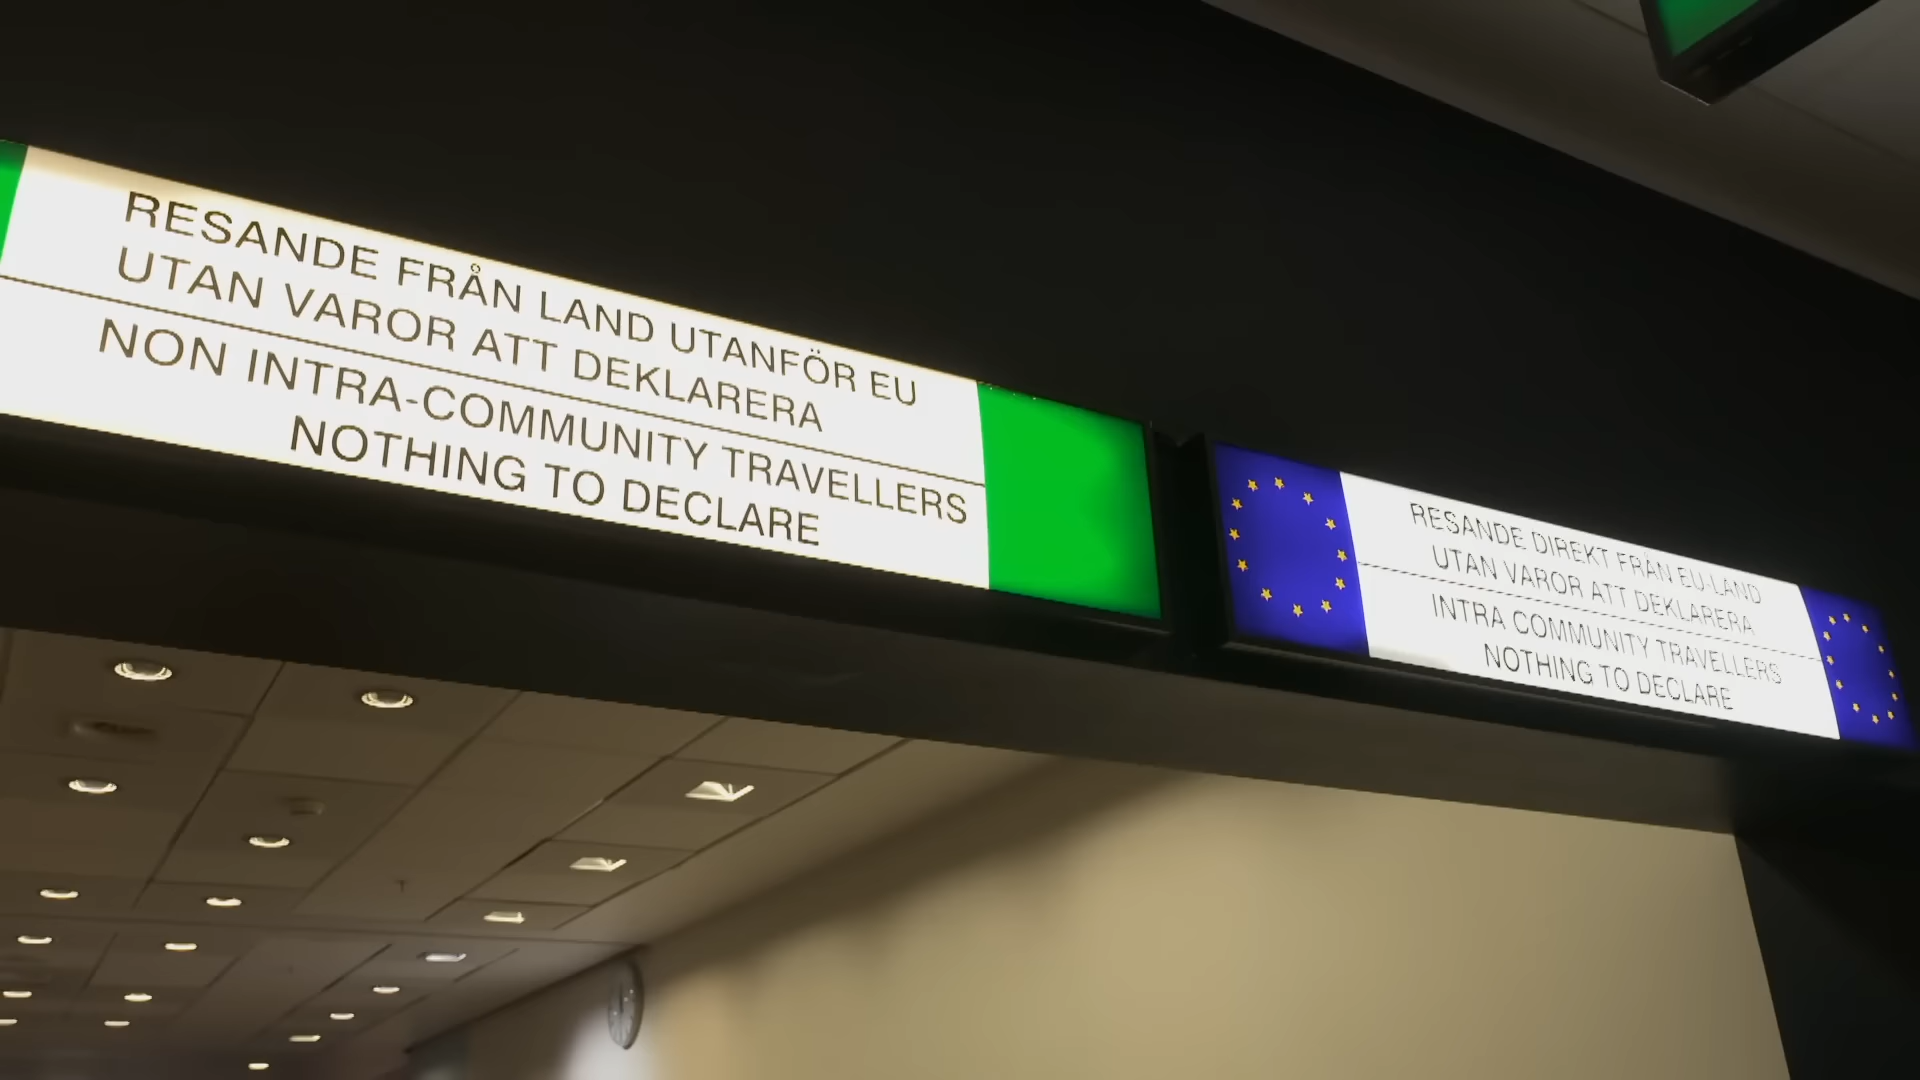 RESANDE FRÅN LAND UTANFÖR EU
UTAN VAROR ATT DEKLARERA
NON INTRA-COMMUNITY TRAVELLERS
NOTHING TO DECLARE
RESANDE DIREKT FRÅN EU-LAND
UTAN VAROR ATT DEKLARERA
INTRA COMMUNITY TRAVELLERS
NOTHING TO DECLARE